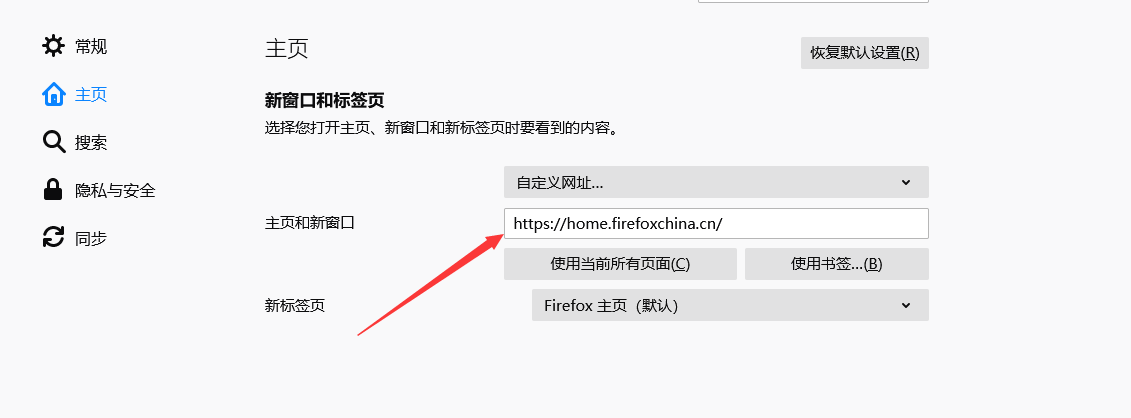 常规
主页
搜索
隐私与安全
同步
主页
恢复默认设置(R)
新窗口和标签页
选择您打开主页、新窗口和新标签页时要看到的内容。
自定义网址...
主页和新窗口
https://home.firefoxchina.cn/
使用当前所有页面(C)
使用书签...(B)
新标签页
Firefox 主页（默认）